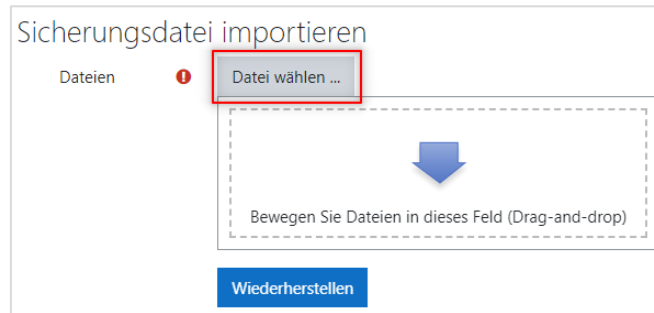 Sicherungsdatei importieren
Dateien
Datei wählen ...
Bewegen Sie Dateien in dieses Feld (Drag-and-drop)
Wiederherstellen